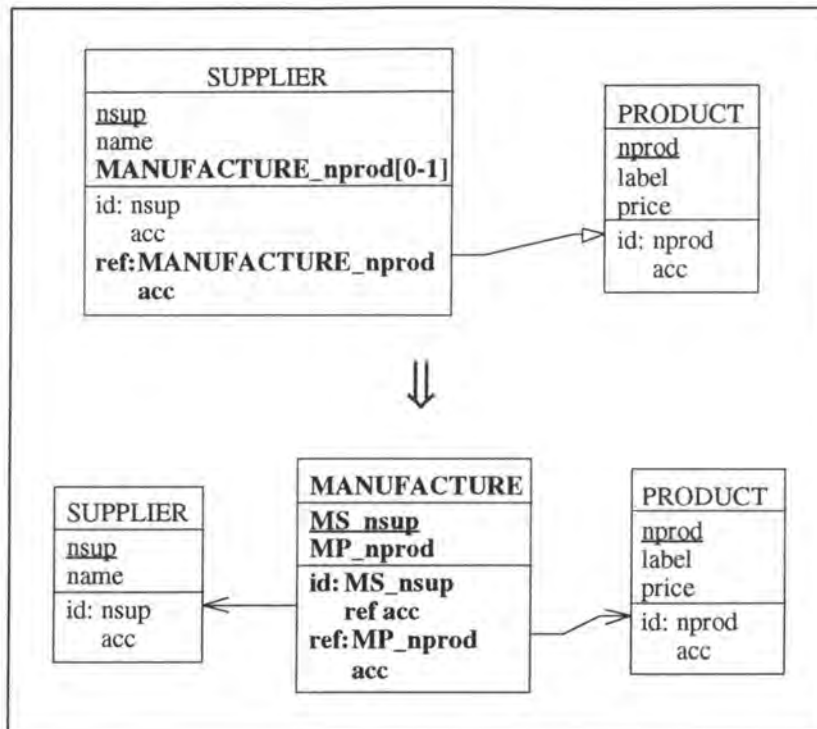 SUPPLIER
nsup
name
MANUFACTURE_nprod[0-1]
id: nsup
acc
ref:MANUFACTURE_nprod
acc
PRODUCT
nprod
label
price
id: nprod
acc
SUPPLIER
nsup
name
id: nsup
acc
MANUFACTURE
MS_nsup
MP_nprod
id: MS_nsup
ref acc
ref:MP_nprod
acc
PRODUCT
nprod
label
price
id: nprod
acc